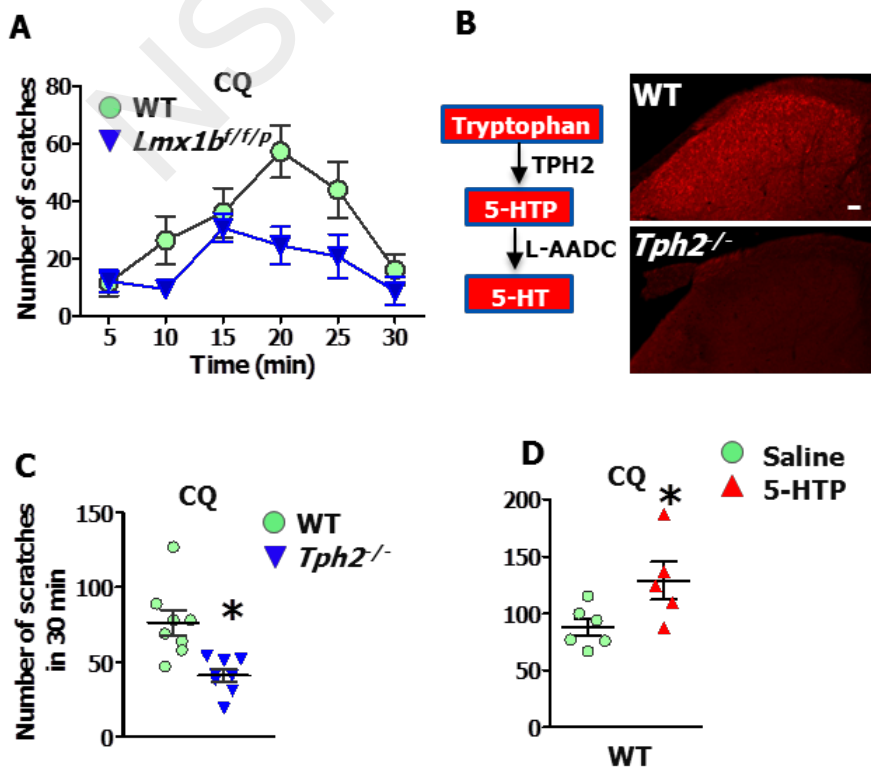 NSF
A
CQ
WT
Lmx1b^f/f/p
Number of scratches
80
60
40
20
0
5 10 15 20 25 30
Time (min)
B
Tryptophan
TPH2
5-HTP
L-AADC
5-HT
WT
Tph2-/-
C
CQ
WT
Tph2-/-
*
Number of scratches
in 30 min
150
100
50
0
D
CQ
Saline
5-HTP
*
200
150
100
50
0
WT